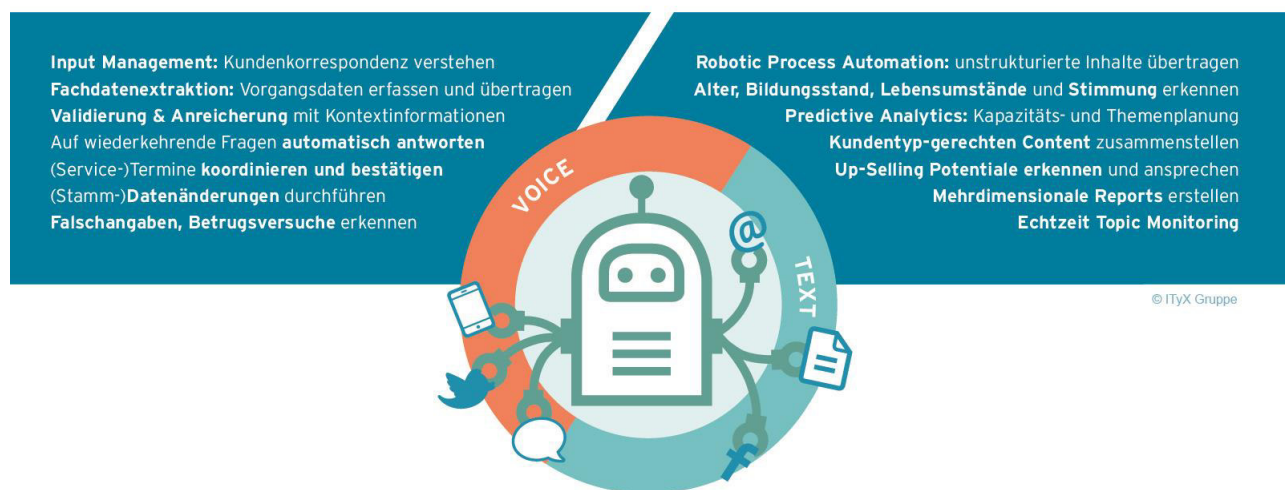 Input Management: Kundenkorrespondenz verstehen
Fachdatenextraktion: Vorgangsdaten erfassen und übertragen
Validierung & Anreicherung mit Kontextinformationen
Auf wiederkehrende Fragen automatisch antworten
(Service-)Termine koordinieren und bestätigen
(Stamm-)Datenänderungen durchführen
Falschangaben, Betrugsversuche erkennen
Robotic Process Automation: unstrukturierte Inhalte übertragen
Alter, Bildungsstand, Lebensumstände und Stimmung erkennen
Predictive Analytics: Kapazitäts- und Themenplanung
Kundentyp-gerechten Content zusammenstellen
Up-Selling Potentiale erkennen und ansprechen
Mehrdimensionale Reports erstellen
Echtzeit Topic Monitoring
VOICE
@
TEXT
f
© ITyX Gruppe